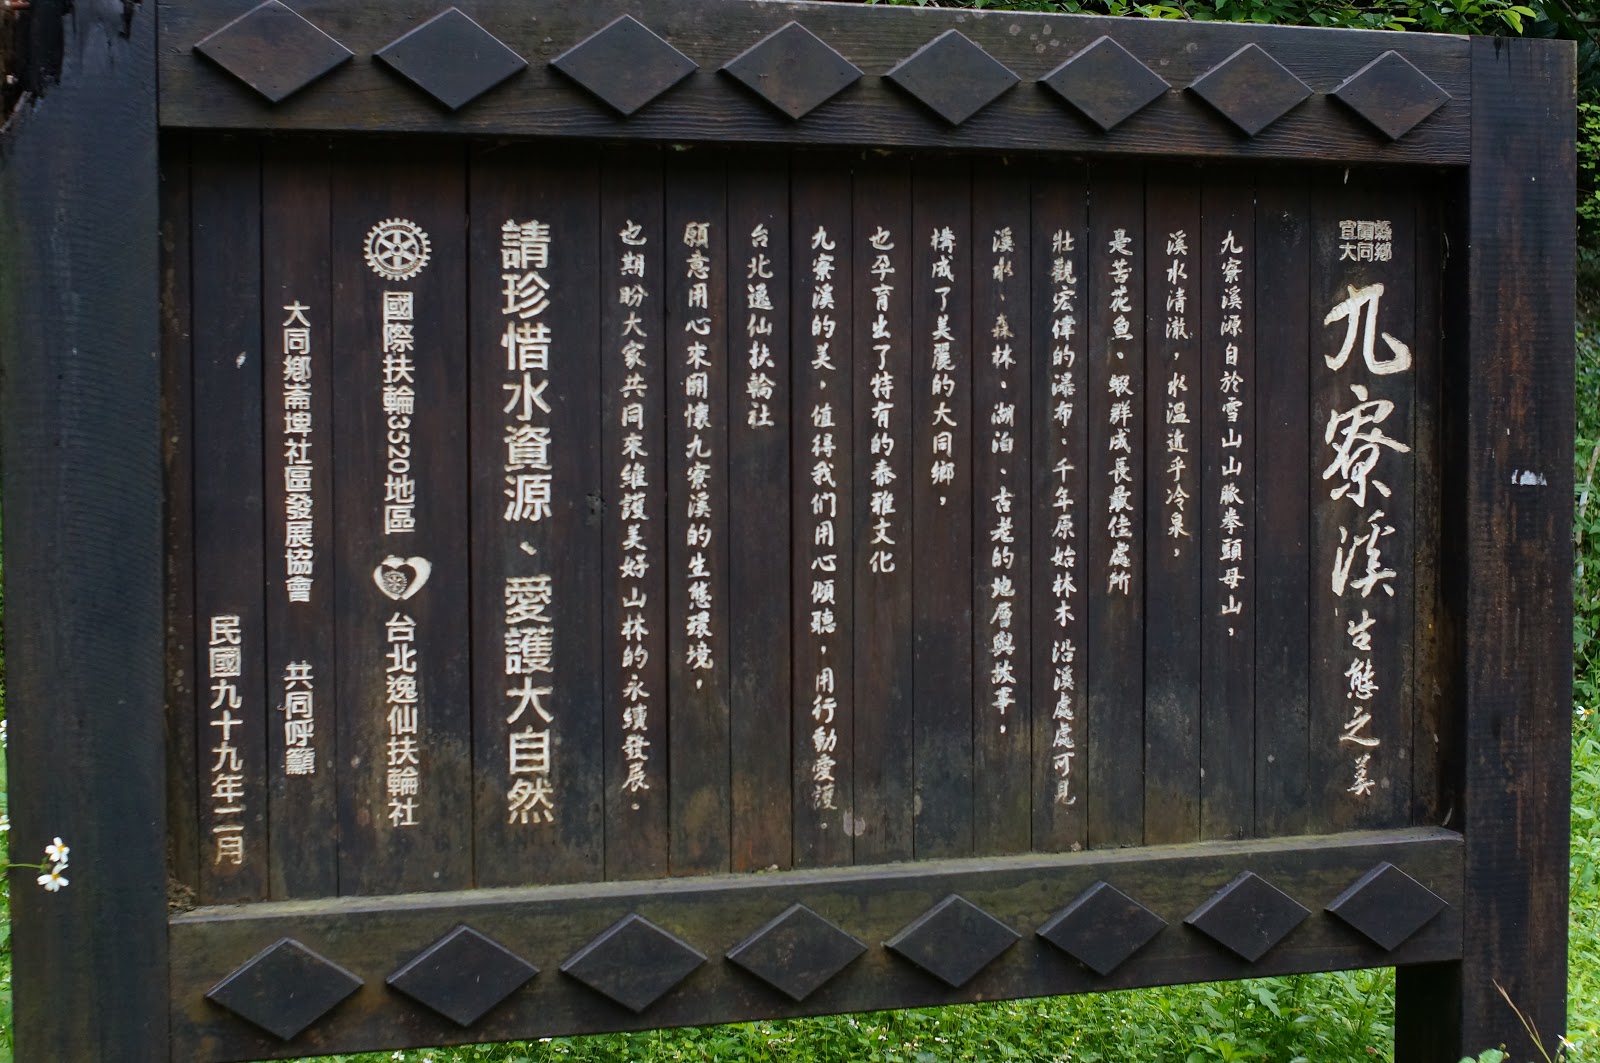 宜蘭縣
大同鄉
九寮溪生態之美
九寮溪源自於雪山山脈拳頭母山，
溪水清澈，水溫近乎冷泉，
是苦花魚、蝦群成長最佳處所
壯觀宏偉的瀑布、千年原始林木 沿溪處處可見
溪水、森林、湖泊、古老的地層與故事，
構成了美麗的大同鄉，
也孕育出了特有的泰雅文化
九寮溪的美，值得我们用心傾聽，用行動愛護。
台北逸仙扶輪社
願意用心來關懷九寮溪的生態環境，
也期盼大家共同來維護美好山林的永續發展。
請珍惜水資源、愛護大自然
國際扶輪3520地區 台北逸仙扶輪社
大同鄉崙埤社區發展協會 共同呼籲
民國九十九年二月